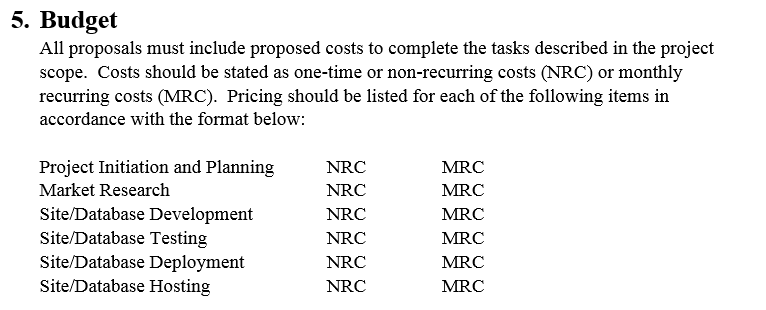 5. Budget
All proposals must include proposed costs to complete the tasks described in the project
scope.  Costs should be stated as one-time or non-recurring costs (NRC) or monthly
recurring costs (MRC).  Pricing should be listed for each of the following items in
accordance with the format below:
Project Initiation and Planning NRC MRC
Market Research NRC MRC
Site/Database Development NRC MRC
Site/Database Testing NRC MRC
Site/Database Deployment NRC MRC
Site/Database Hosting NRC MRC